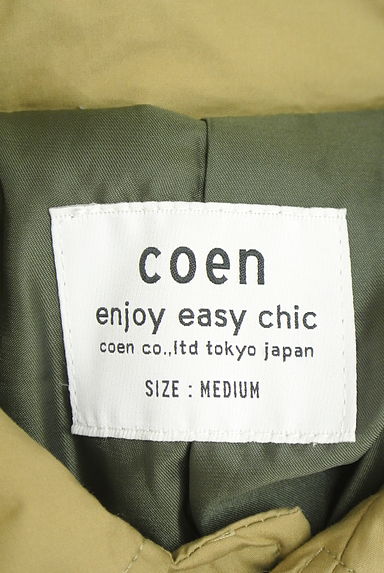 coen
enjoy easy chic
coen co.,ltd tokyo japan
SIZE : MEDIUM